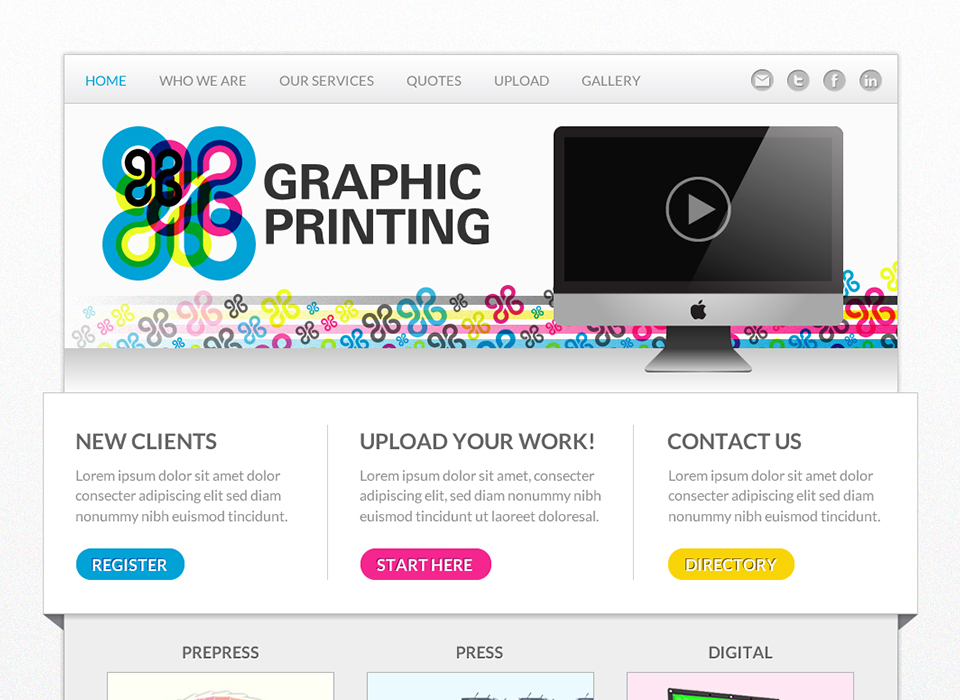 HOME WHO WE ARE OUR SERVICES QUOTES UPLOAD GALLERY
GRAPHIC
PRINTING
NEW CLIENTS
Lorem ipsum dolor sit amet dolor
consecter adipiscing elit sed diam
nonummy nibh euismod tincidunt.
REGISTER
UPLOAD YOUR WORK!
Lorem ipsum dolor sit amet, consecter
adipiscing elit, sed diam nonummy nibh
euismod tincidunt ut laoreet doloresal.
START HERE
CONTACT US
Lorem ipsum dolor sit amet dolor
consecter adipiscing elit sed diam
nonummy nibh euismod tincidunt.
DIRECTORY
PREPRESS PRESS DIGITAL